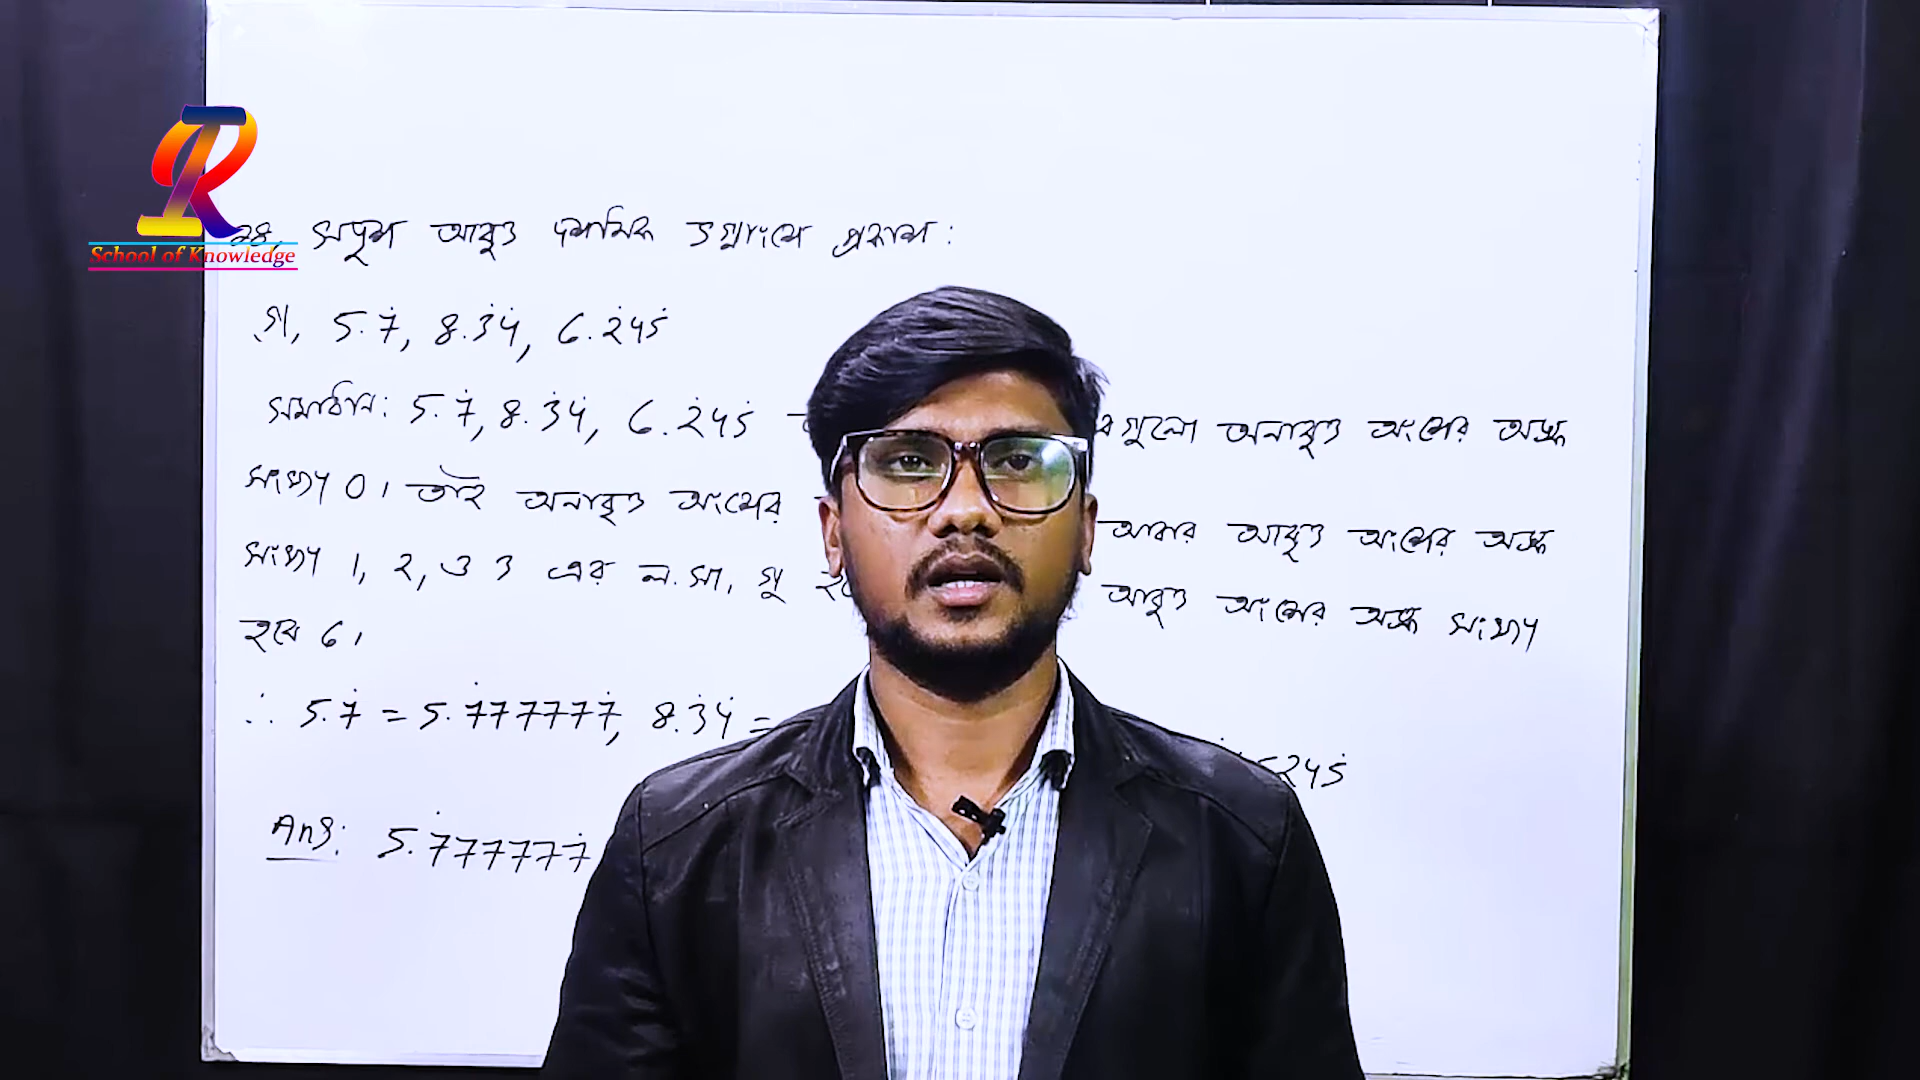 R
School of Knowledge
১৪, সদৃশ আবৃত্ত দশমিক ভগ্নাংশে প্রকাশ:
গ, 5.7̇, 8.3̇4̇, 6.2̇45̇
সমাধান: 5.7̇, 8.3̇4̇, 6.2̇45̇ এগুলো অনাবৃত্ত অংশের অঙ্ক
সংখ্যা 0। তাই অনাবৃত্ত অংশের আবার আবৃত্ত অংশের অঙ্ক
সংখ্যা 1, 2, ও 3 এর ল.সা.গু আবৃত্ত অংশের অঙ্ক সংখ্যা
হবে 6।
∴ 5.7̇ = 5.7̇77777̇, 8.3̇4̇ = 5245̇
Ans: 5.7̇77777̇